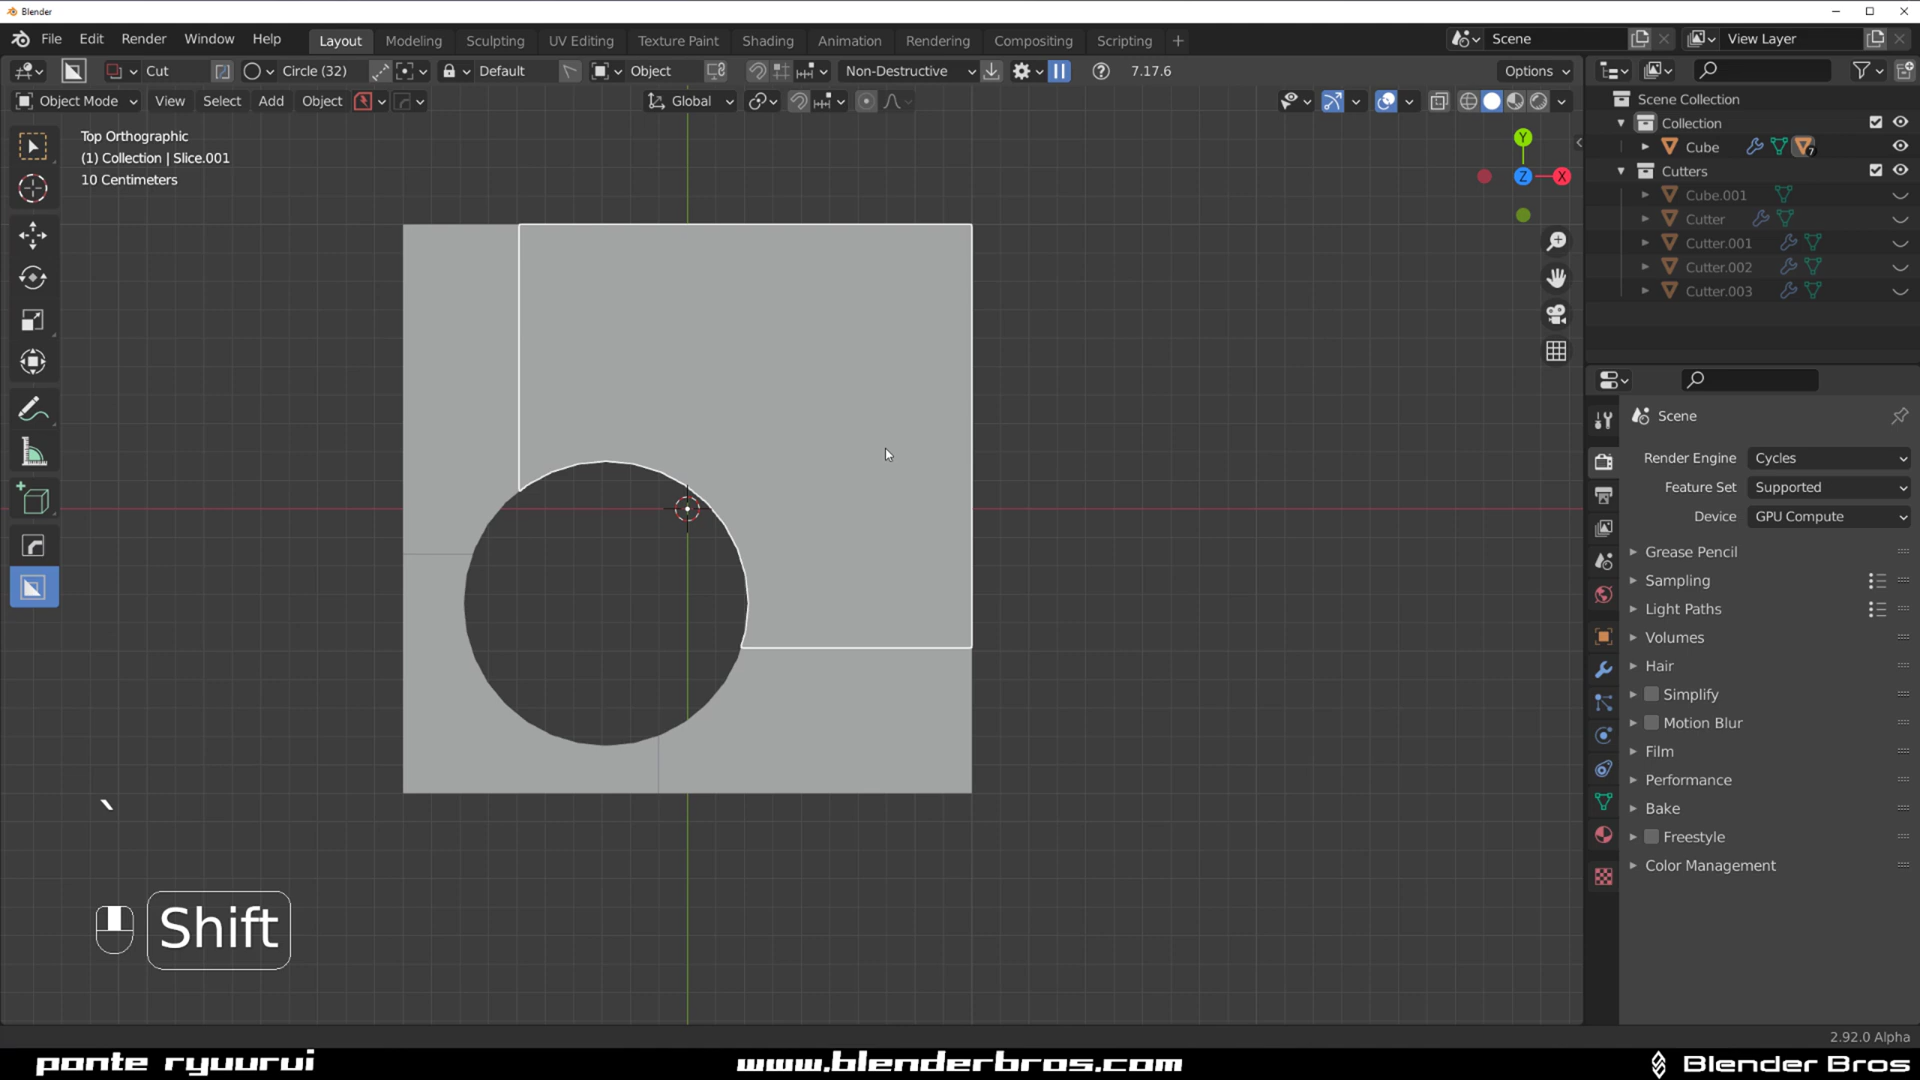 Blender
File Edit Render Window Help Layout Modeling Sculpting UV Editing Texture Paint Shading Animation Rendering Compositing Scripting + Scene View Layer
Cut Circle (32) Default Object Non-Destructive 7.17.6 Options
Object Mode View Select Add Object Global
Top Orthographic
(1) Collection | Slice.001
10 Centimeters
Y
Z X
Scene Collection
Collection
Cube 7
Cutters
Cube.001
Cutter
Cutter.001
Cutter.002
Cutter.003
Scene
Render Engine Cycles
Feature Set Supported
Device GPU Compute
Grease Pencil
Sampling
Light Paths
Volumes
Hair
Simplify
Motion Blur
Film
Performance
Bake
Freestyle
Color Management
`
Shift
2.92.0 Alpha
ponte ryuurui www.blenderbros.com Blender Bros